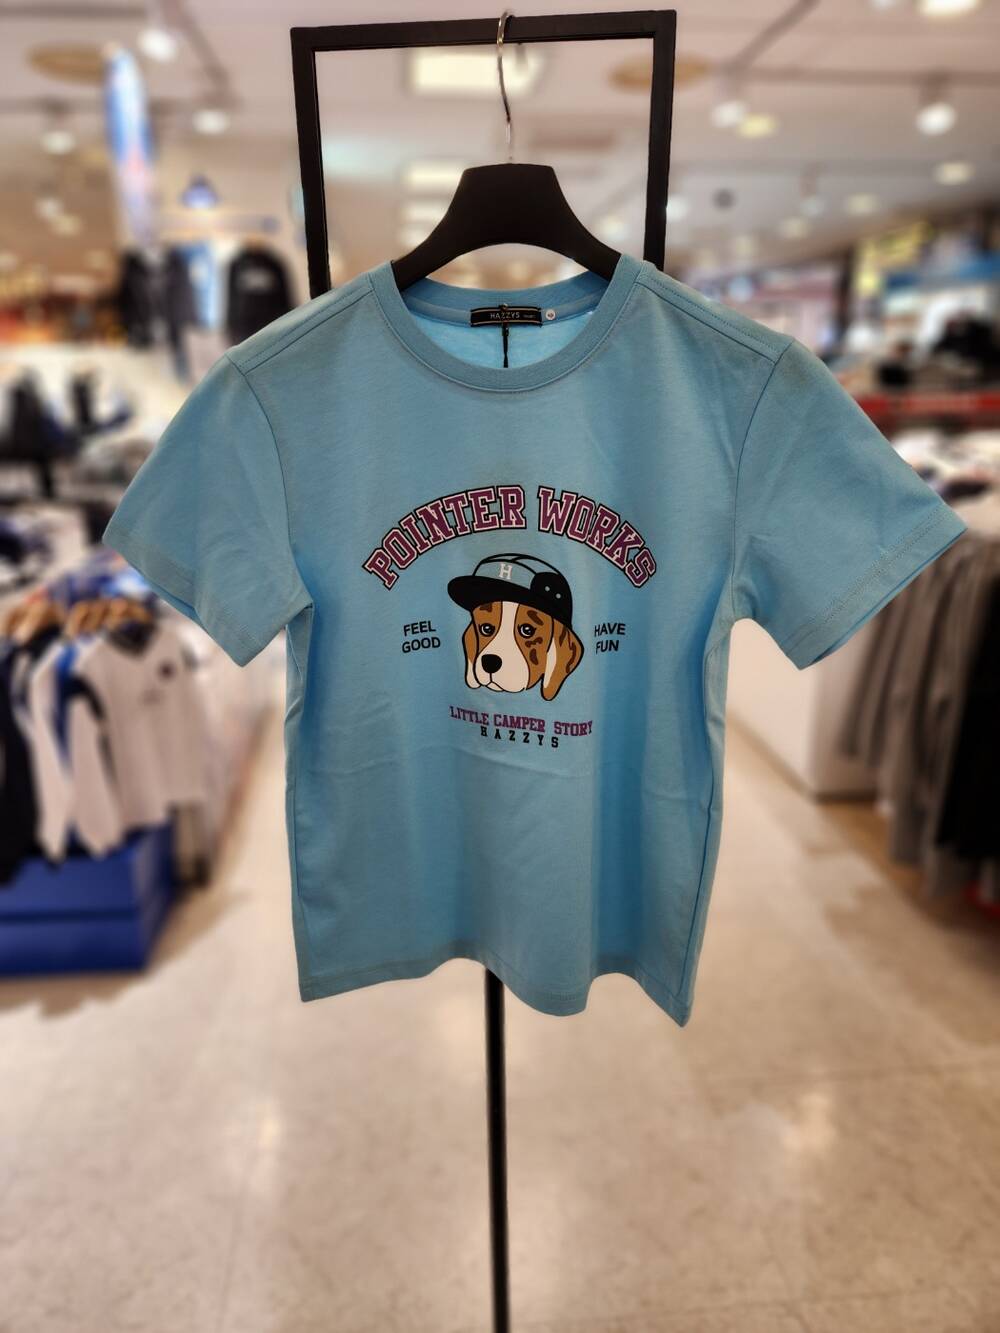 HAZZYS
POINTER WORKS
H
FEEL GOOD
HAVE FUN
LITTLE CAMPER STORY
HAZZYS